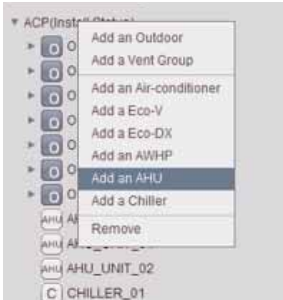 ACP(Install Status)
Add an Outdoor
Add a Vent Group
Add an Air-conditioner
Add a Eco-V
Add a Eco-DX
Add an AWHP
Add an AHU
Add a Chiller
Remove
AHU AHU_UNIT_02
C CHILLER_01